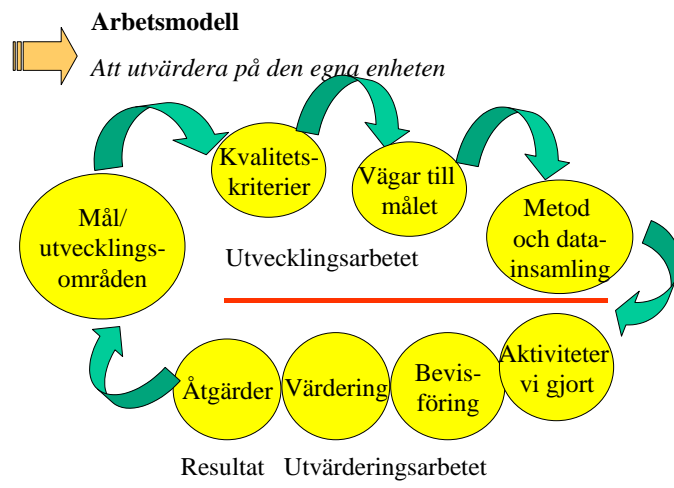 Arbetsmodell
Att utvärdera på den egna enheten
Mål/
utvecklings-
områden
Kvalitets-
kriterier
Vägar till
målet
Metod
och data-
insamling
Utvecklingsarbetet
Aktiviteter
vi gjort
Bevis-
föring
Värdering
Åtgärder
Resultat Utvärderingsarbetet